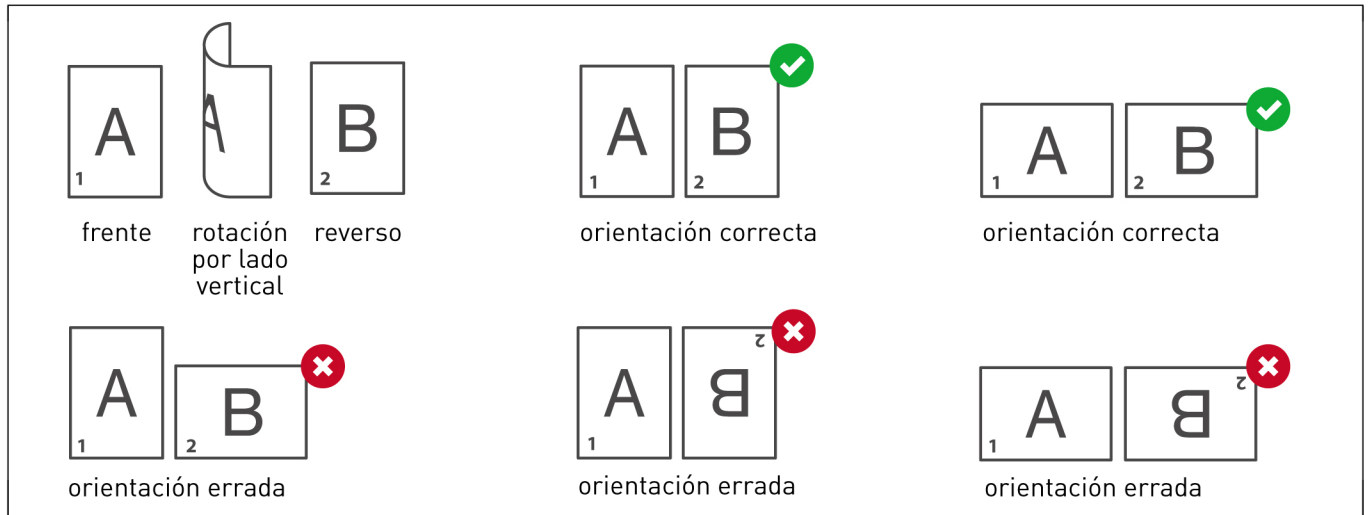 A
1
A
B
2
frente
rotación
por lado
vertical
reverso
A
1
B
2
orientación correcta
A
1
B
2
orientación correcta
A
1
B
2
orientación errada
A
1
B
2
orientación errada
A
1
B
2
orientación errada